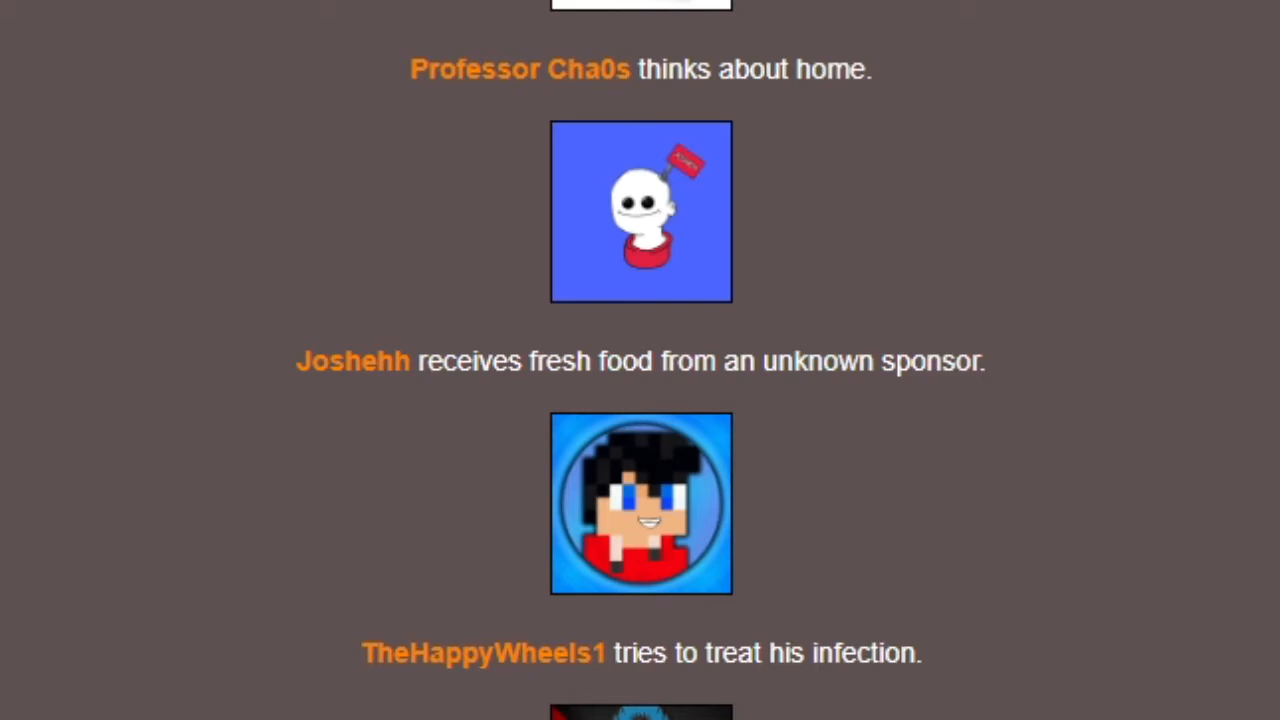 Professor Cha0s thinks about home.
Joshehh receives fresh food from an unknown sponsor.
TheHappyWheels1 tries to treat his infection.